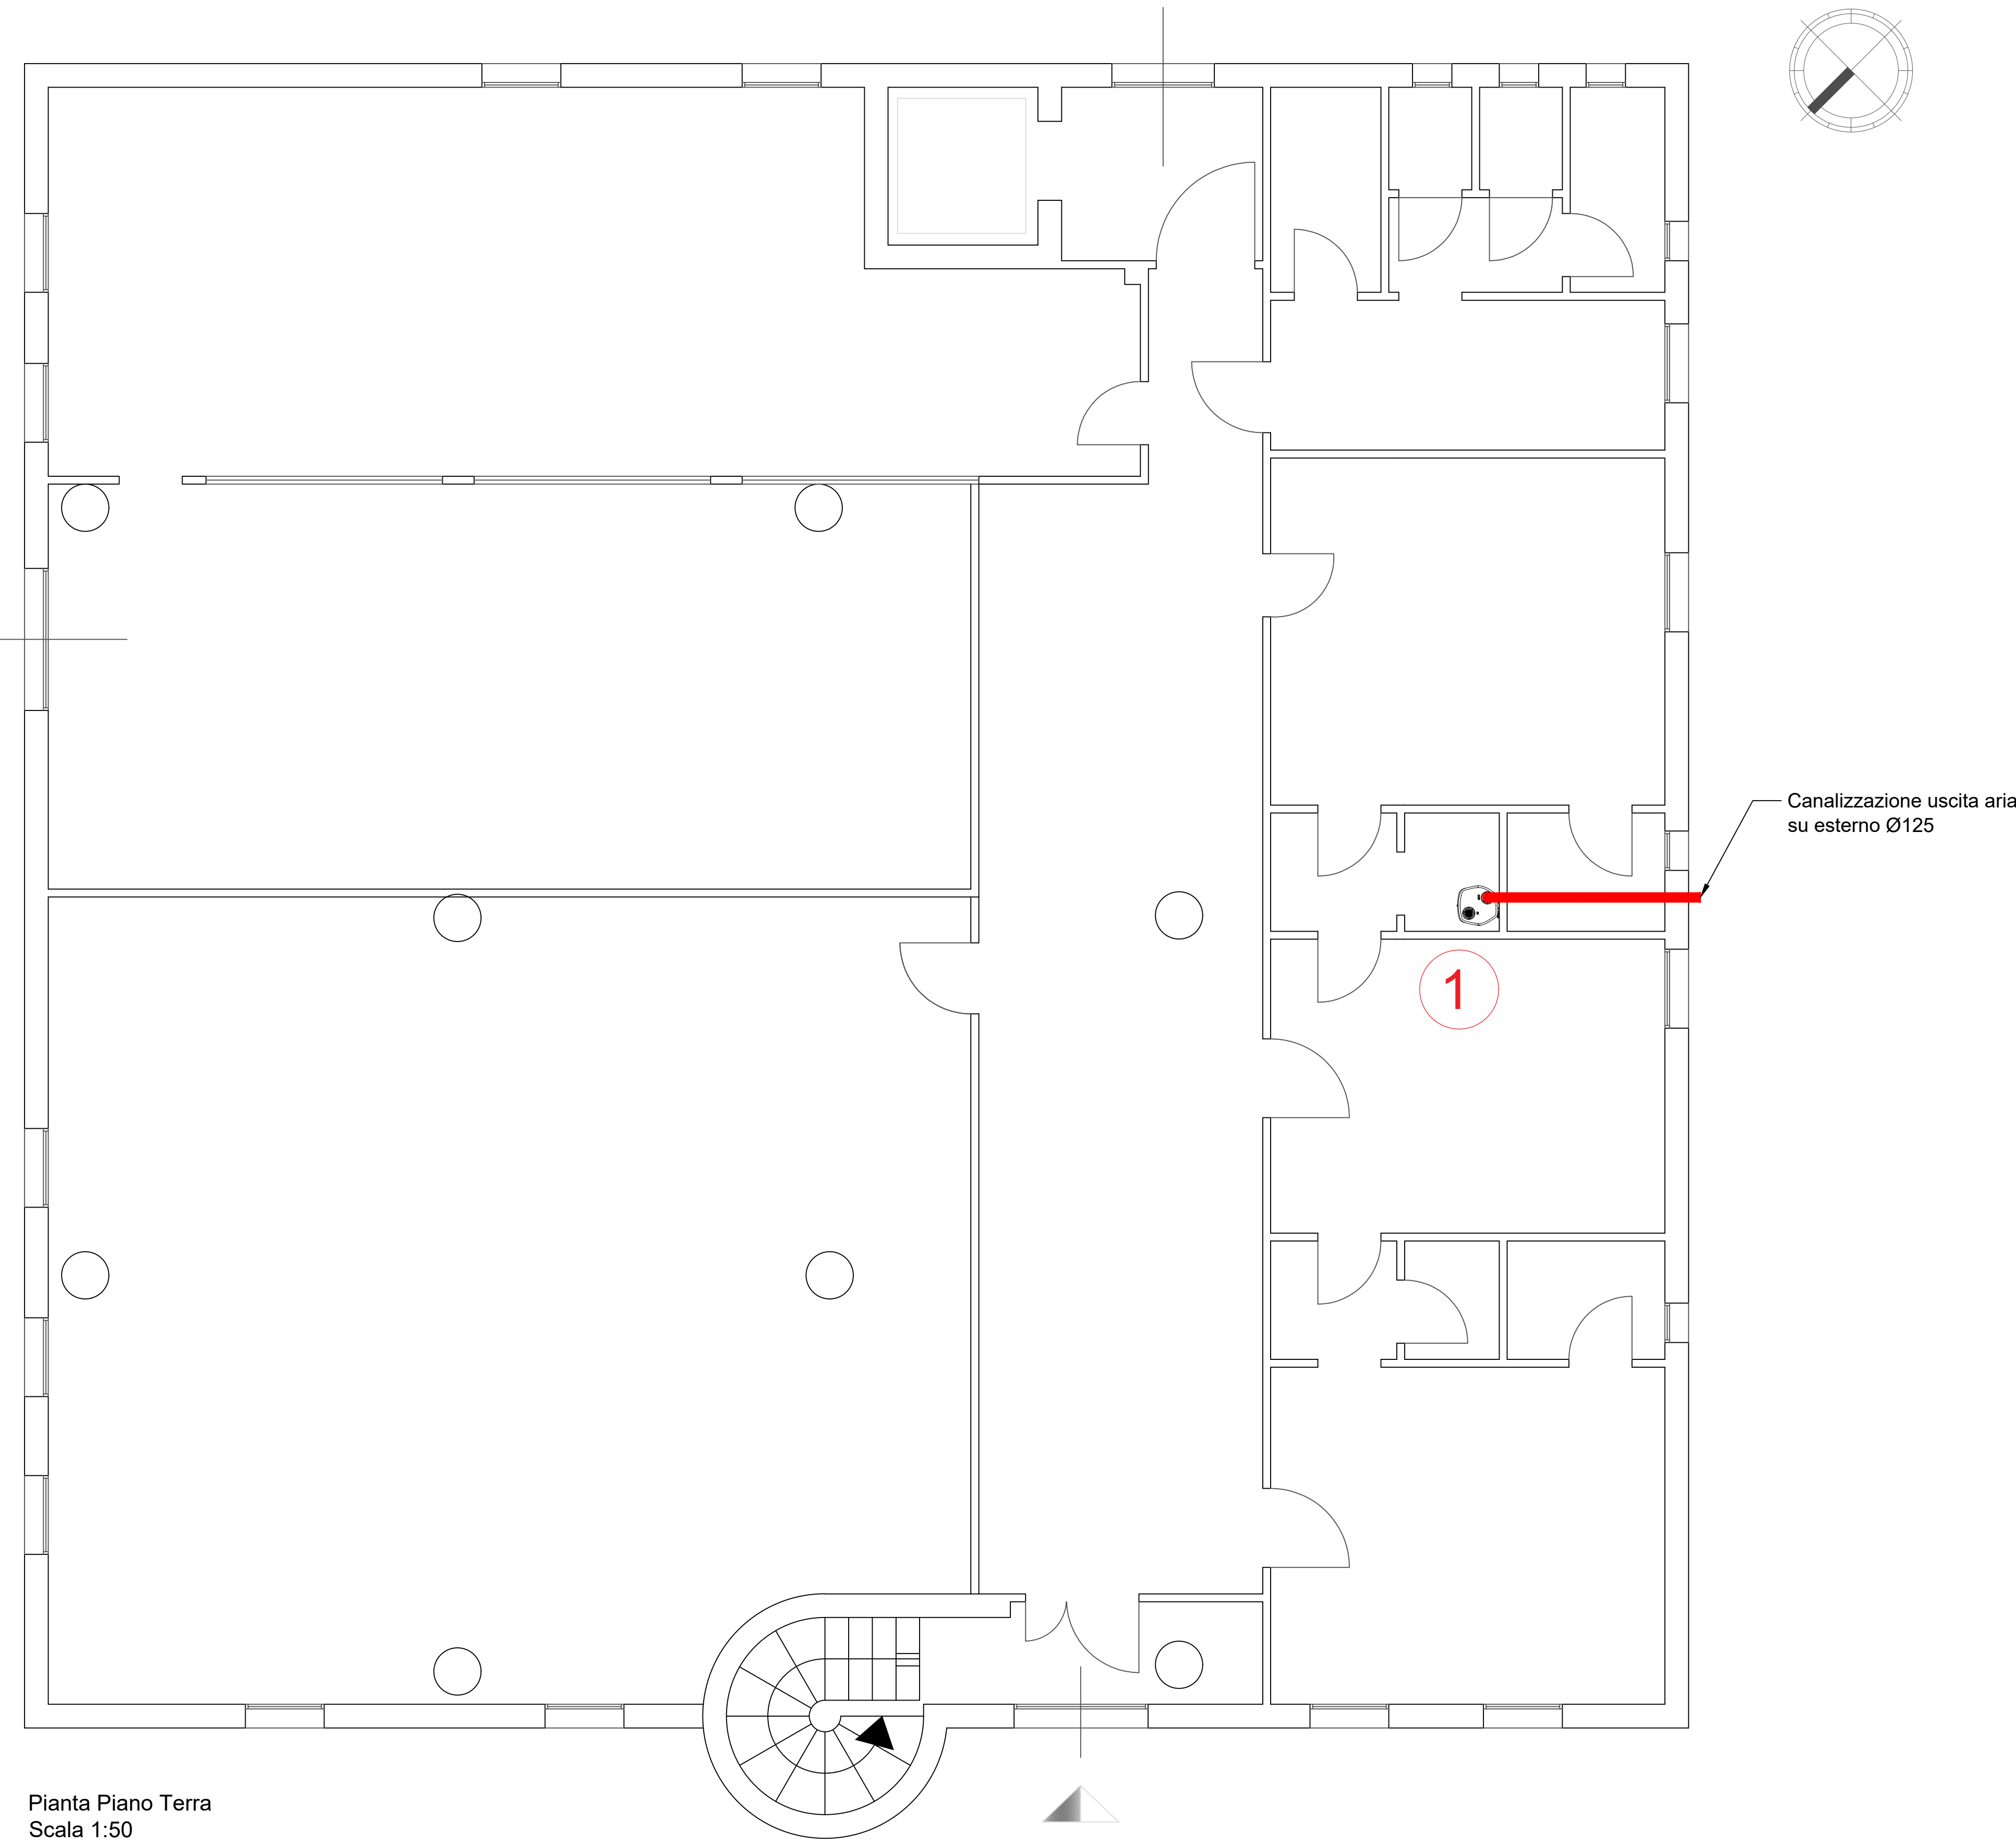 Canalizzazione uscita aria
su esterno Ø125
1
Pianta Piano Terra
Scala 1:50